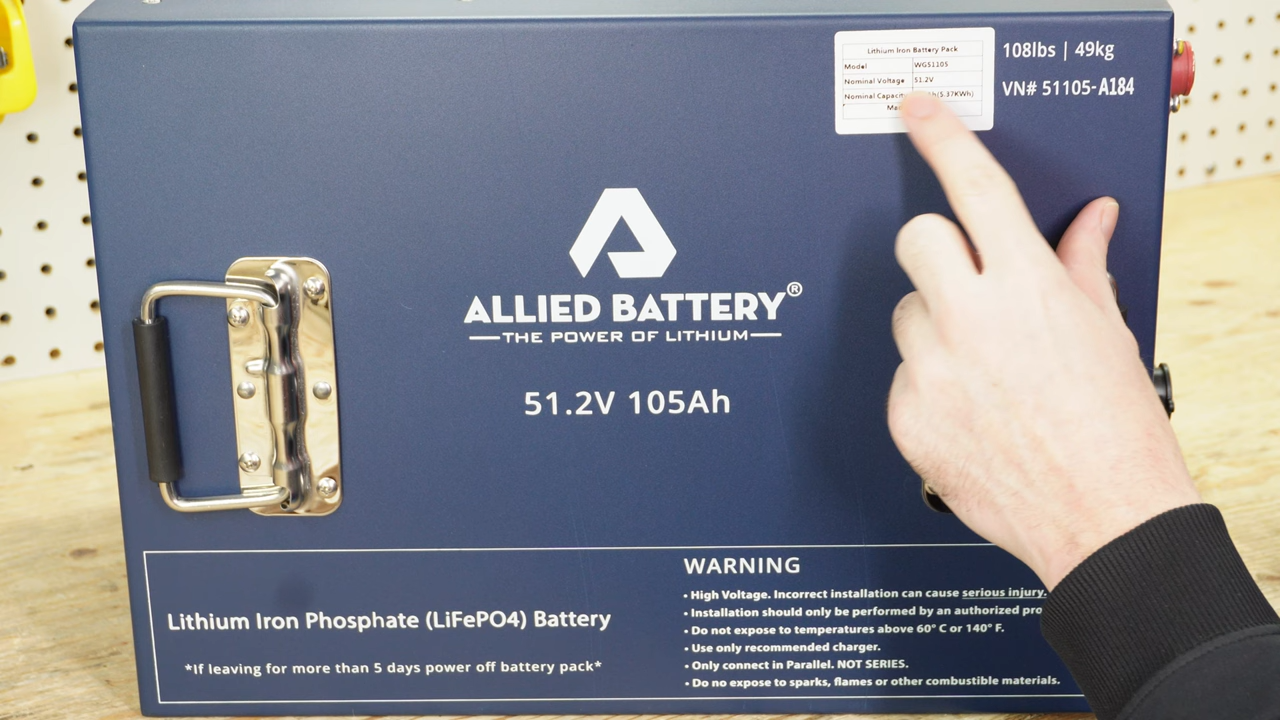 Lithium Iron Battery Pack
Model WG51105
Nominal Voltage 51.2V
Nominal Capacity h(5.37KWh)
108lbs | 49kg
VN# 51105-A184
ALLIED BATTERY®
THE POWER OF LITHIUM
51.2V 105Ah
Lithium Iron Phosphate (LiFePO4) Battery
*If leaving for more than 5 days power off battery pack*
WARNING
• High Voltage. Incorrect installation can cause serious injury.
• Installation should only be performed by an authorized pro
• Do not expose to temperatures above 60° C or 140° F.
• Use only recommended charger.
• Only connect in Parallel. NOT SERIES.
• Do no expose to sparks, flames or other combustible materials.